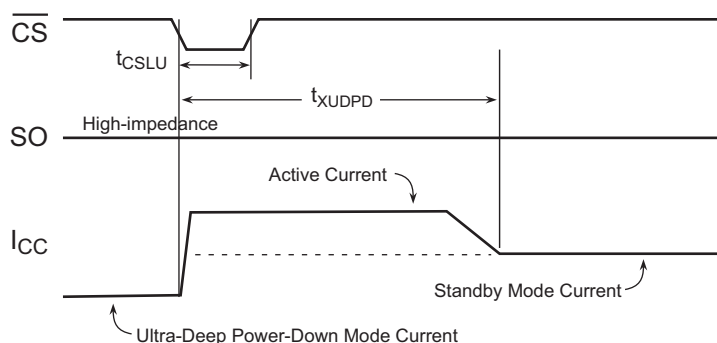 CS
tCSLU
tXUDPD
High-impedance
SO
Active Current
ICC
Standby Mode Current
Ultra-Deep Power-Down Mode Current